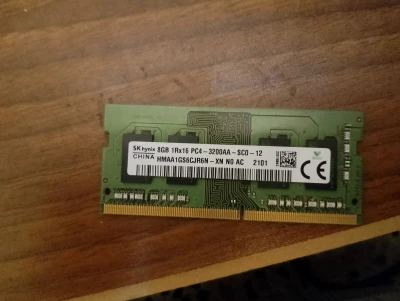 SK hynix 8GB 1Rx16 PC4-3200AA-SC0-12
CHINA HMAA1GS6CJR6N-XN N0 AC 2101